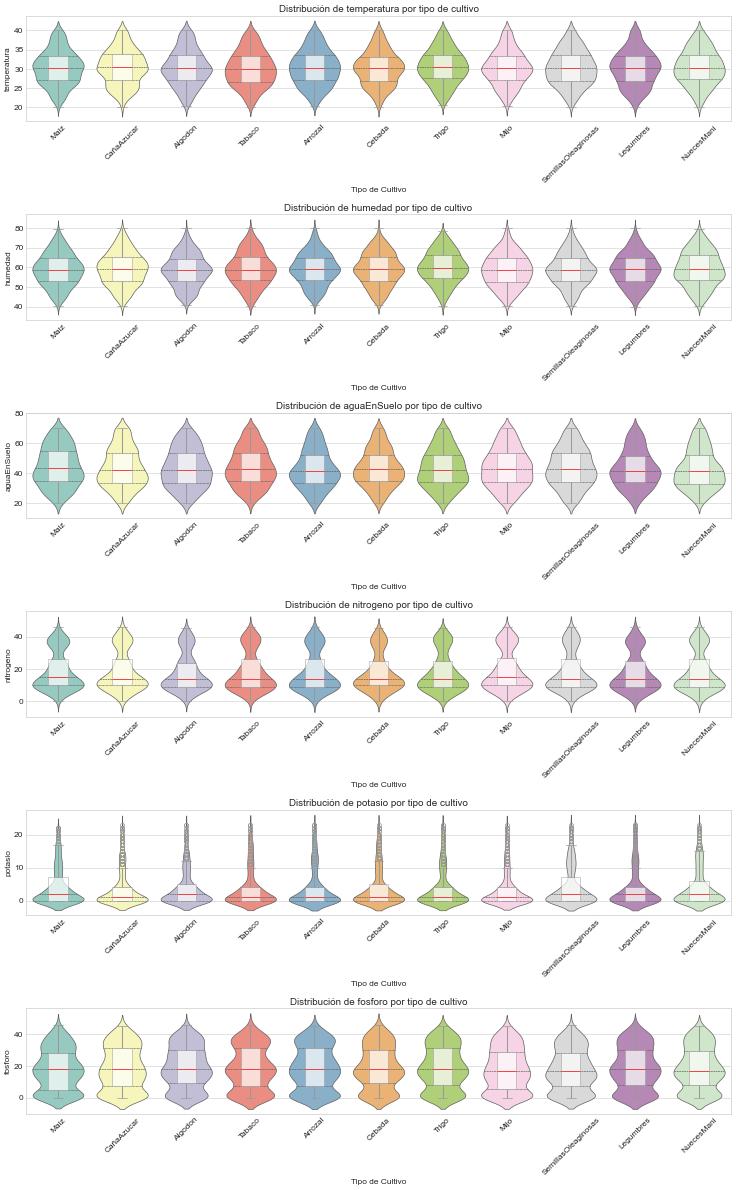 Distribución de temperatura por tipo de cultivo
temperatura
40
35
30
25
20
Maiz CañaAzucar Algodon Tabaco Arrozal Cebada Trigo Mijo SemillasOleaginosas Legumbres NuecesMani
Tipo de Cultivo
Distribución de humedad por tipo de cultivo
humedad
80
70
60
50
40
Maiz CañaAzucar Algodon Tabaco Arrozal Cebada Trigo Mijo SemillasOleaginosas Legumbres NuecesMani
Tipo de Cultivo
Distribución de aguaEnSuelo por tipo de cultivo
aguaEnSuelo
80
60
40
20
Maiz CañaAzucar Algodon Tabaco Arrozal Cebada Trigo Mijo SemillasOleaginosas Legumbres NuecesMani
Tipo de Cultivo
Distribución de nitrogeno por tipo de cultivo
nitrogeno
40
20
0
Maiz CañaAzucar Algodon Tabaco Arrozal Cebada Trigo Mijo SemillasOleaginosas Legumbres NuecesMani
Tipo de Cultivo
Distribución de potasio por tipo de cultivo
potasio
20
10
0
Maiz CañaAzucar Algodon Tabaco Arrozal Cebada Trigo Mijo SemillasOleaginosas Legumbres NuecesMani
Tipo de Cultivo
Distribución de fosforo por tipo de cultivo
fosforo
40
20
0
Maiz CañaAzucar Algodon Tabaco Arrozal Cebada Trigo Mijo SemillasOleaginosas Legumbres NuecesMani
Tipo de Cultivo